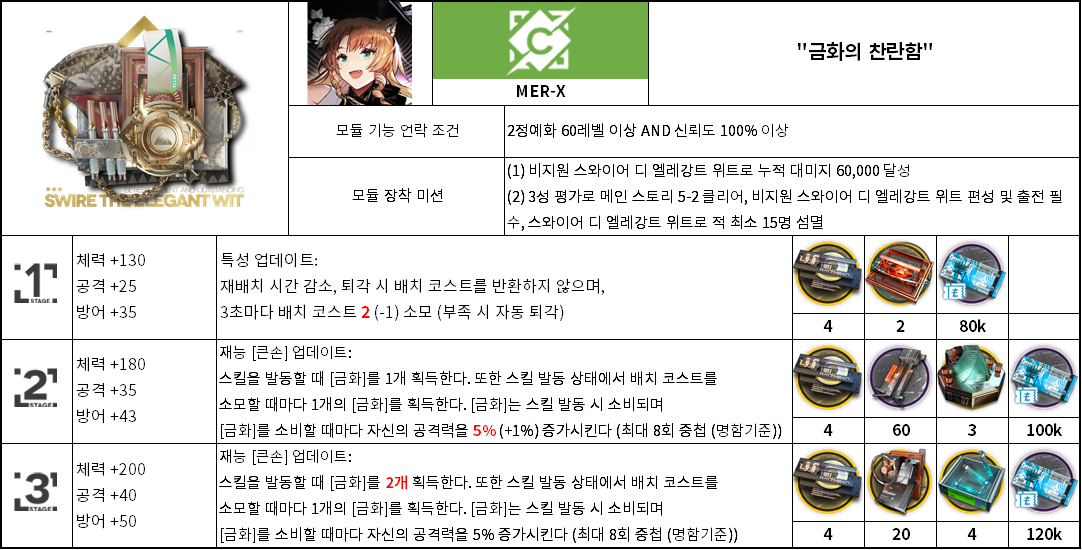 SWIRE THE ELEGANT WIT
MER-X
"금화의 찬란함"
모듈 기능 언락 조건
2정예화 60레벨 이상 AND 신뢰도 100% 이상
모듈 장착 미션
(1) 비지원 스와이어 디 엘레강트 위트로 누적 대미지 60,000 달성
(2) 3성 평가로 메인 스토리 5-2 클리어, 비지원 스와이어 디 엘레강트 위트 편성 및 출전 필
수, 스와이어 디 엘레강트 위트로 적 최소 15명 섬멸
1
STAGE
체력 +130
공격 +25
방어 +35
특성 업데이트:
재배치 시간 감소, 퇴각 시 배치 코스트를 반환하지 않으며,
3초마다 배치 코스트 2 (-1) 소모 (부족 시 자동 퇴각)
4 2 80k
2
STAGE
체력 +180
공격 +35
방어 +43
재능 [큰손] 업데이트:
스킬을 발동할 때 [금화]를 1개 획득한다. 또한 스킬 발동 상태에서 배치 코스트를
소모할 때마다 1개의 [금화]를 획득한다. [금화]는 스킬 발동 시 소비되며
[금화]를 소비할 때마다 자신의 공격력을 5% (+1%) 증가시킨다 (최대 8회 중첩 (명함기준))
4 60 3 100k
3
STAGE
체력 +200
공격 +40
방어 +50
재능 [큰손] 업데이트:
스킬을 발동할 때 [금화]를 2개 획득한다. 또한 스킬 발동 상태에서 배치 코스트를
소모할 때마다 1개의 [금화]를 획득한다. [금화]는 스킬 발동 시 소비되며
[금화]를 소비할 때마다 자신의 공격력을 5% 증가시킨다 (최대 8회 중첩 (명함기준))
4 20 4 120k